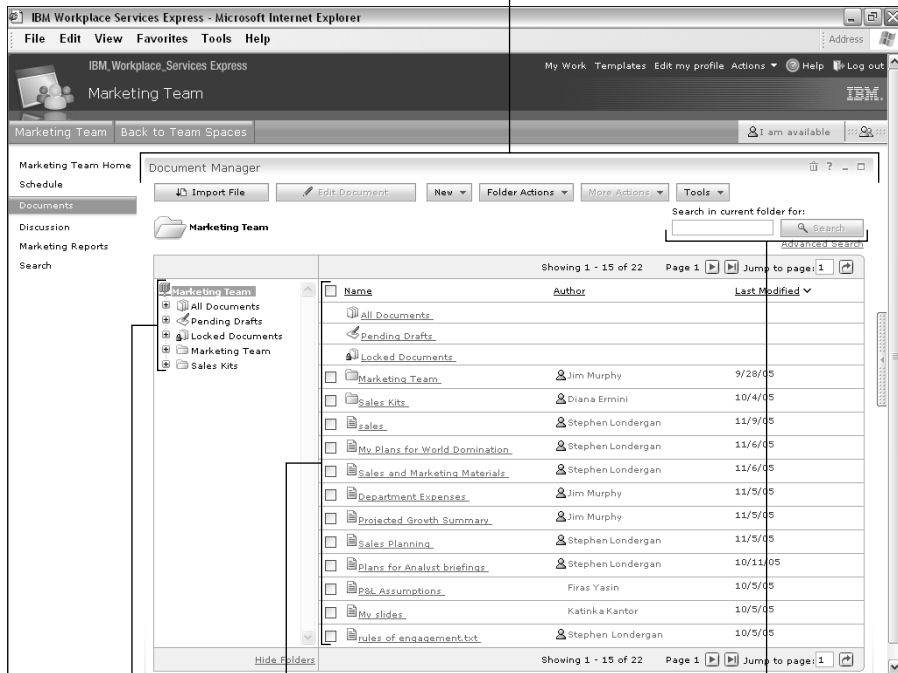 IBM Workplace Services Express - Microsoft Internet Explorer
File Edit View Favorites Tools Help Address
IBM_Workplace_Services Express
My Work Templates Edit my profile Actions Help Log out
Marketing Team
IBM.
Marketing Team Back to Team Spaces I am available
Marketing Team Home
Schedule
Documents
Discussion
Marketing Reports
Search
Document Manager ?
Import File Edit Document New Folder Actions More Actions Tools
Search in current folder for:
Marketing Team
Search
Advanced Search
Showing 1 - 15 of 22 Page 1 Jump to page: 1
Marketing Team
All Documents
Pending Drafts
Locked Documents
Marketing Team
Sales Kits
Name Author Last Modified
All Documents
Pending Drafts
Locked Documents
Marketing Team Jim Murphy 9/28/05
Sales Kits Diana Ermini 10/4/05
sales Stephen Londergan 11/9/05
My Plans for World Domination Stephen Londergan 11/6/05
Sales and Marketing Materials Stephen Londergan 11/6/05
Department Expenses Jim Murphy 11/5/05
Projected Growth Summary Jim Murphy 11/5/05
Sales Planning Stephen Londergan 11/5/05
Plans for Analyst briefings Stephen Londergan 10/11/05
P&L Assumptions Firas Yasin 10/5/05
My slides Katinka Kantor 10/5/05
rules of engagement.txt Stephen Londergan 10/5/05
Hide Folders
Showing 1 - 15 of 22 Page 1 Jump to page: 1